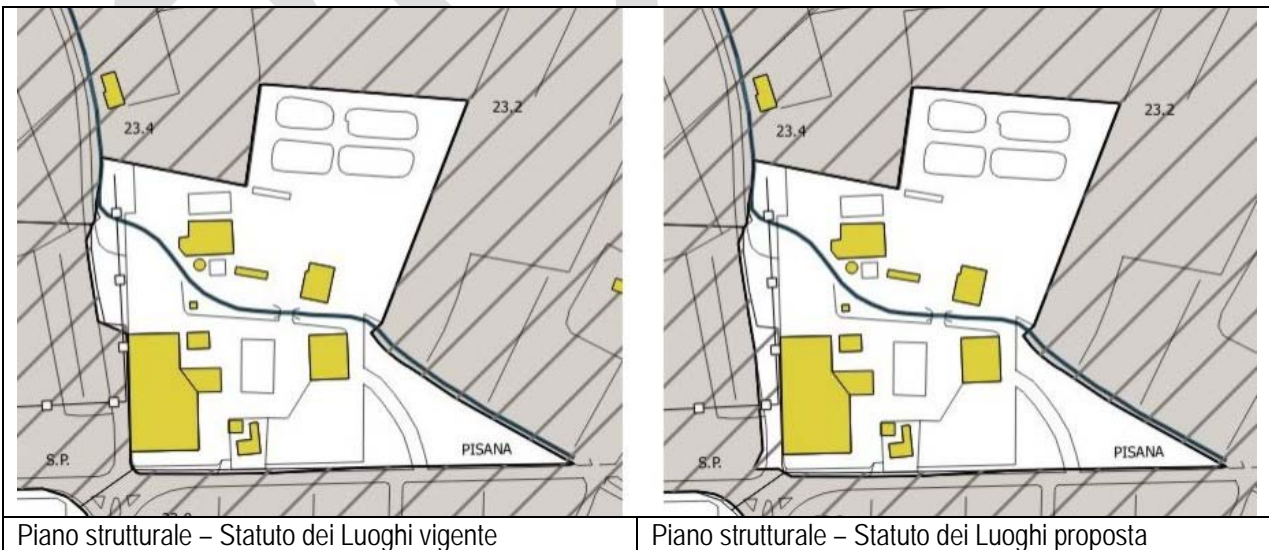 23.4
23.2
S.P.
PISANA
23.4
23.2
S.P.
PISANA
Piano strutturale – Statuto dei Luoghi vigente
Piano strutturale – Statuto dei Luoghi proposta